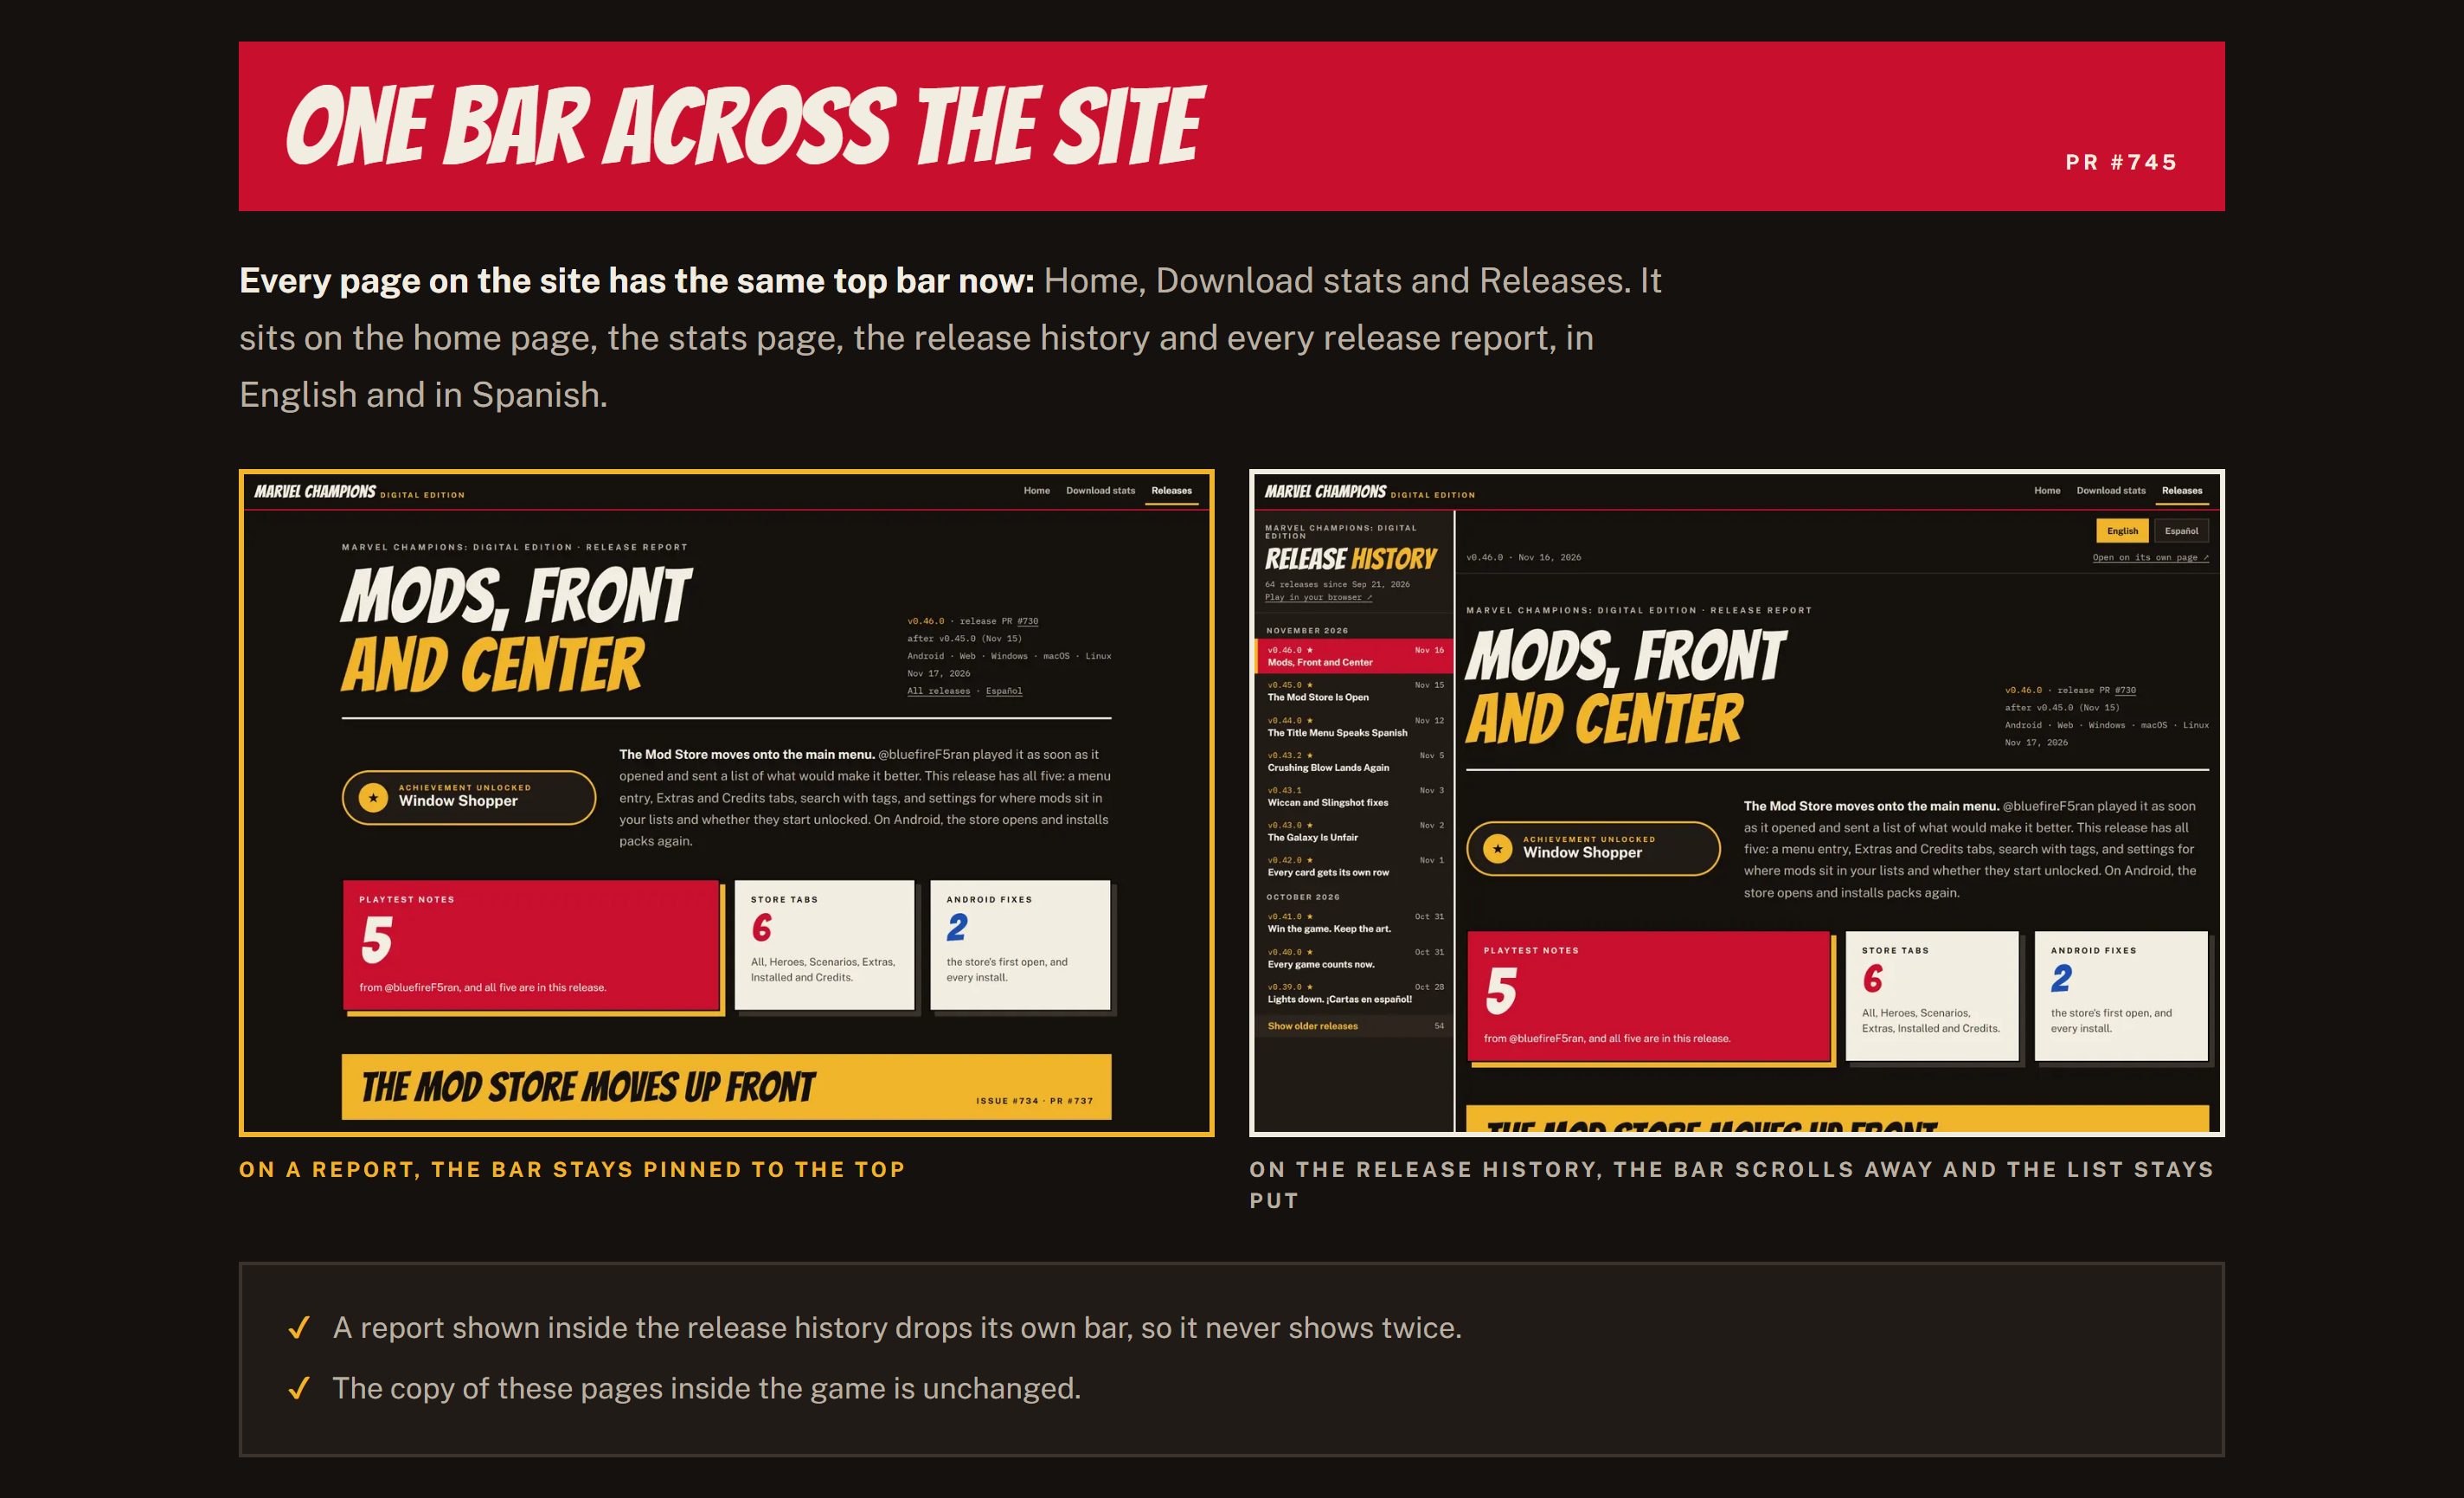 ONE BAR ACROSS THE SITE
PR #745
Every page on the site has the same top bar now: Home, Download stats and Releases. It
sits on the home page, the stats page, the release history and every release report, in
English and in Spanish.
MARVEL CHAMPIONS DIGITAL EDITION
Home Download stats Releases
MARVEL CHAMPIONS: DIGITAL EDITION · RELEASE REPORT
MODS, FRONT
AND CENTER
v0.46.0 · release PR #730
after v0.45.0 (Nov 15)
Android · Web · Windows · macOS · Linux
Nov 17, 2026
All releases · Español
★
ACHIEVEMENT UNLOCKED
Window Shopper
The Mod Store moves onto the main menu. @bluefireF5ran played it as soon as it
opened and sent a list of what would make it better. This release has all five: a menu
entry, Extras and Credits tabs, search with tags, and settings for where mods sit in
your lists and whether they start unlocked. On Android, the store opens and installs
packs again.
PLAYTEST NOTES
5
from @bluefireF5ran, and all five are in this release.
STORE TABS
6
All, Heroes, Scenarios, Extras,
Installed and Credits.
ANDROID FIXES
2
the store's first open, and
every install.
THE MOD STORE MOVES UP FRONT
ISSUE #734 · PR #737
ON A REPORT, THE BAR STAYS PINNED TO THE TOP
MARVEL CHAMPIONS DIGITAL EDITION
Home Download stats Releases
MARVEL CHAMPIONS: DIGITAL
EDITION
RELEASE HISTORY
64 releases since Sep 21, 2026
Play in your browser ↗
NOVEMBER 2026
v0.46.0 ★ Nov 16
Mods, Front and Center
v0.45.0 ★ Nov 15
The Mod Store Is Open
v0.44.0 ★ Nov 12
The Title Menu Speaks Spanish
v0.43.2 ★ Nov 5
Crushing Blow Lands Again
v0.43.1 Nov 3
Wiccan and Slingshot fixes
v0.43.0 ★ Nov 2
The Galaxy Is Unfair
v0.42.0 ★ Nov 1
Every card gets its own row
OCTOBER 2026
v0.41.0 ★ Oct 31
Win the game. Keep the art.
v0.40.0 ★ Oct 31
Every game counts now.
v0.39.0 ★ Oct 28
Lights down. ¡Cartas en español!
Show older releases 54
English Español
v0.46.0 · Nov 16, 2026
Open on its own page ↗
MARVEL CHAMPIONS: DIGITAL EDITION · RELEASE REPORT
MODS, FRONT
AND CENTER
v0.46.0 · release PR #730
after v0.45.0 (Nov 15)
Android · Web · Windows · macOS · Linux
Nov 17, 2026
★
ACHIEVEMENT UNLOCKED
Window Shopper
The Mod Store moves onto the main menu. @bluefireF5ran played it as soon
as it opened and sent a list of what would make it better. This release has all
five: a menu entry, Extras and Credits tabs, search with tags, and settings for
where mods sit in your lists and whether they start unlocked. On Android, the
store opens and installs packs again.
PLAYTEST NOTES
5
from @bluefireF5ran, and all five are in this release.
STORE TABS
6
All, Heroes, Scenarios,
Extras, Installed and Credits.
ANDROID FIXES
2
the store's first open, and
every install.
THE MOD STORE MOVES UP FRONT
ON THE RELEASE HISTORY, THE BAR SCROLLS AWAY AND THE LIST STAYS
PUT
✓ A report shown inside the release history drops its own bar, so it never shows twice.
✓ The copy of these pages inside the game is unchanged.